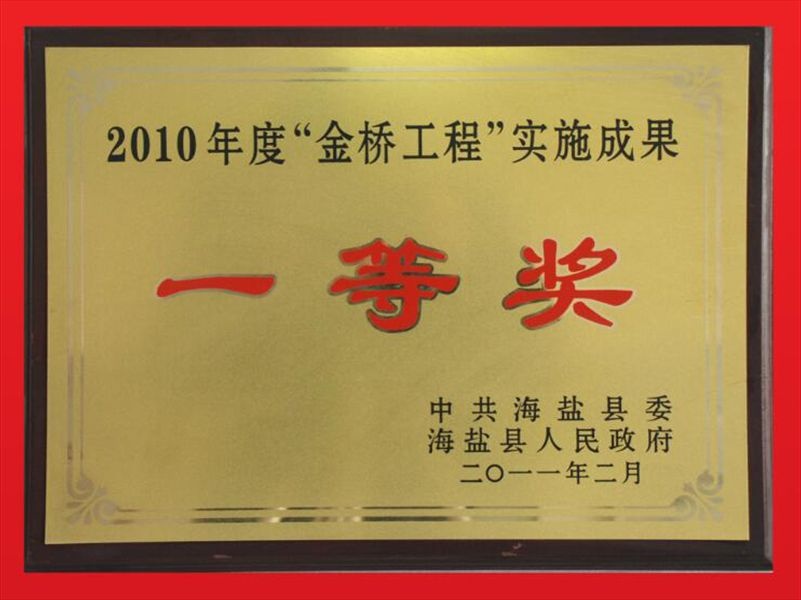 2010年度“金桥工程”实施成果
一等奖
中共海盐县委
海盐县人民政府
二〇一一年二月